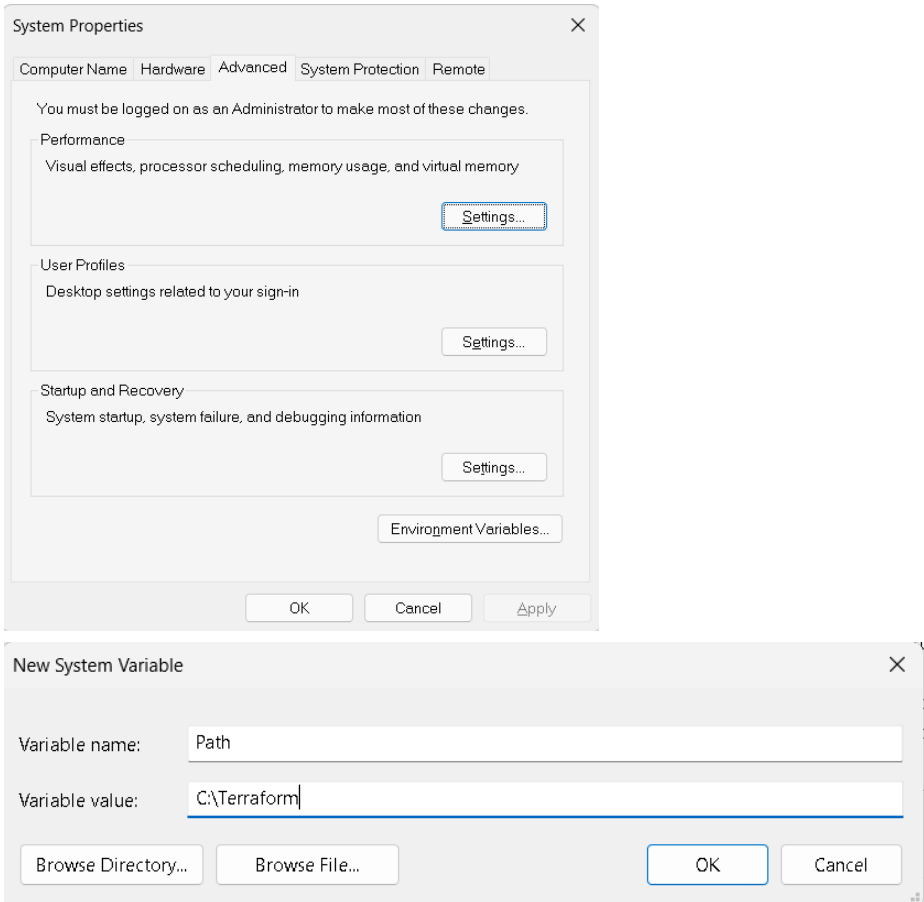 System Properties
Computer Name Hardware Advanced System Protection Remote
You must be logged on as an Administrator to make most of these changes.
Performance
Visual effects, processor scheduling, memory usage, and virtual memory
Settings...
User Profiles
Desktop settings related to your sign-in
Settings...
Startup and Recovery
System startup, system failure, and debugging information
Settings...
Environment Variables...
OK Cancel Apply
New System Variable
Variable name: Path
Variable value: C:\Terraform
Browse Directory... Browse File... OK Cancel